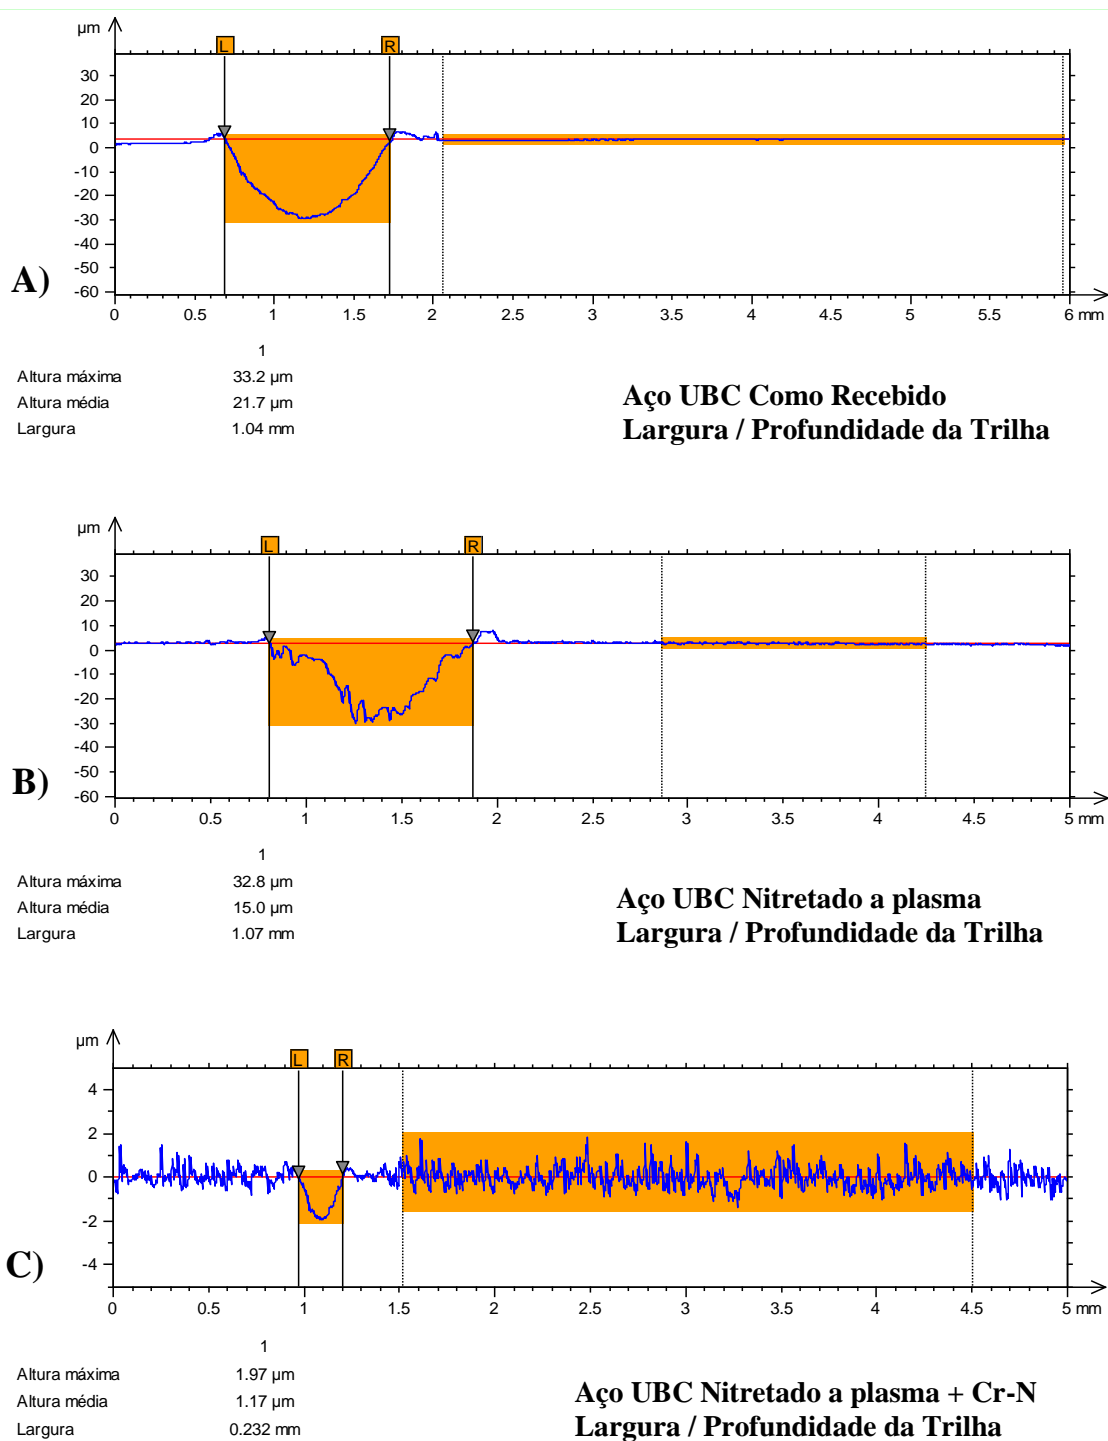 µm
L R
30
20
10
0
-10
-20
-30
-40
-50
-60
A)
0 0.5 1 1.5 2 2.5 3 3.5 4 4.5 5 5.5 6 mm
1
Altura máxima 33.2 µm
Altura média 21.7 µm
Largura 1.04 mm
Aço UBC Como Recebido
Largura / Profundidade da Trilha
µm
L R
30
20
10
0
-10
-20
-30
-40
-50
-60
B)
0 0.5 1 1.5 2 2.5 3 3.5 4 4.5 5 mm
1
Altura máxima 32.8 µm
Altura média 15.0 µm
Largura 1.07 mm
Aço UBC Nitretado a plasma
Largura / Profundidade da Trilha
µm
L R
4
2
0
-2
-4
C)
0 0.5 1 1.5 2 2.5 3 3.5 4 4.5 5 mm
1
Altura máxima 1.97 µm
Altura média 1.17 µm
Largura 0.232 mm
Aço UBC Nitretado a plasma + Cr-N
Largura / Profundidade da Trilha